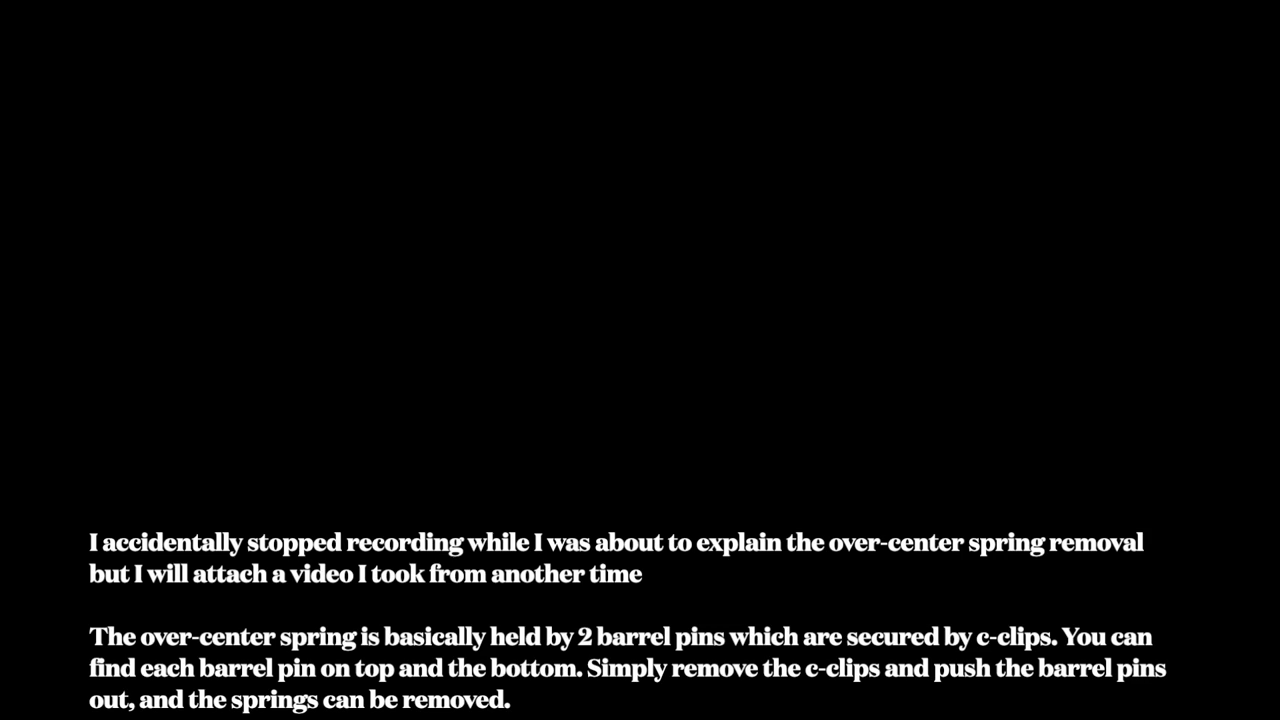 I accidentally stopped recording while I was about to explain the over-center spring removal
but I will attach a video I took from another time
The over-center spring is basically held by 2 barrel pins which are secured by c-clips. You can
find each barrel pin on top and the bottom. Simply remove the c-clips and push the barrel pins
out, and the springs can be removed.